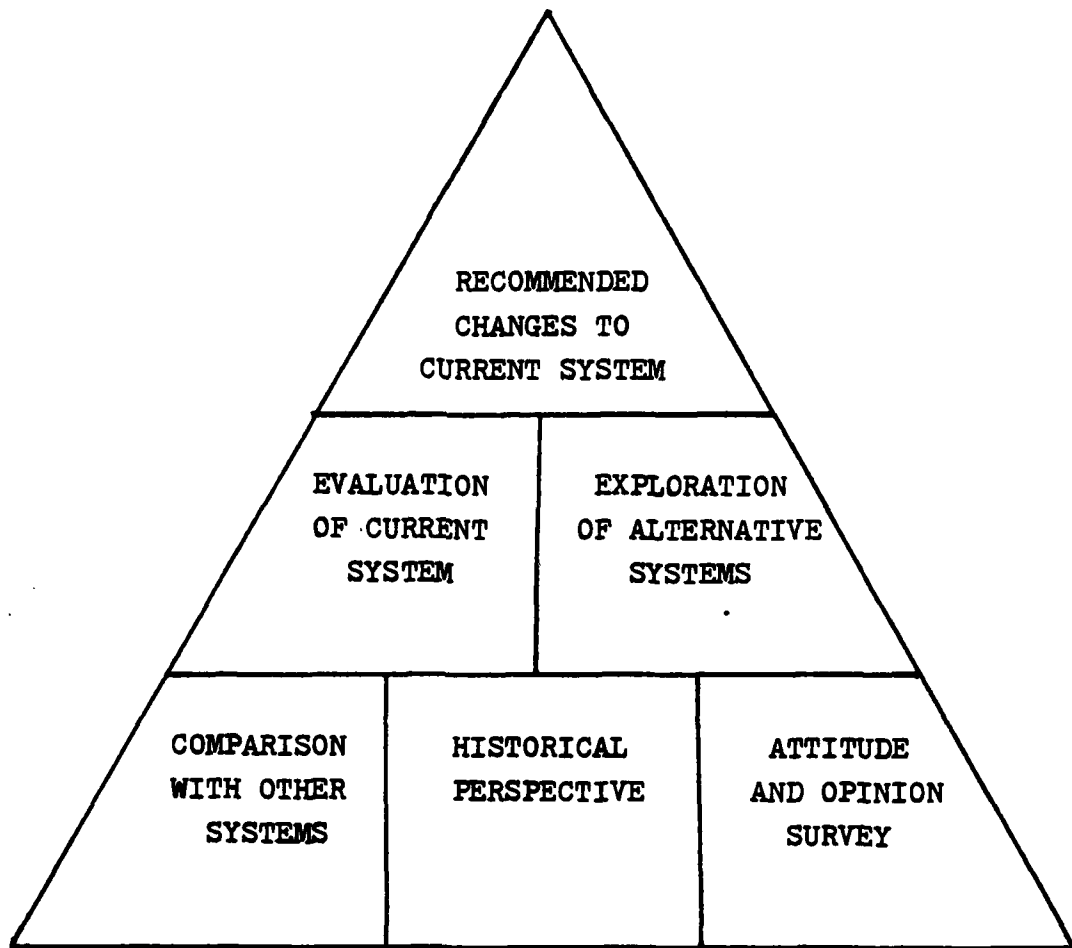 RECOMMENDED
CHANGES TO
CURRENT SYSTEM
EVALUATION
OF CURRENT
SYSTEM
EXPLORATION
OF ALTERNATIVE
SYSTEMS
COMPARISON
WITH OTHER
SYSTEMS
HISTORICAL
PERSPECTIVE
ATTITUDE
AND OPINION
SURVEY